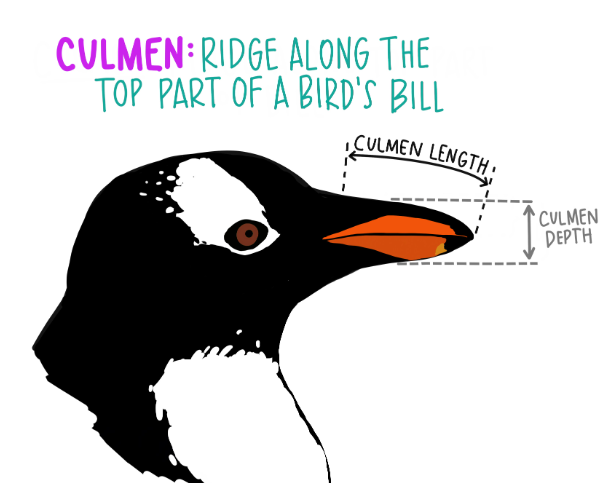 CULMEN: RIDGE ALONG THE
TOP PART OF A BIRD'S BILL
CULMEN LENGTH
CULMEN
DEPTH